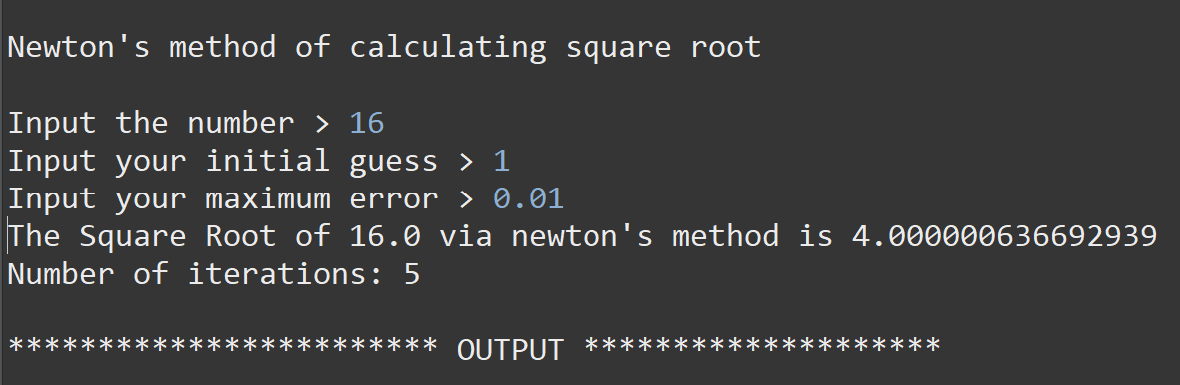 Newton's method of calculating square root
Input the number > 16
Input your initial guess > 1
Input your maximum error > 0.01
The Square Root of 16.0 via newton's method is 4.000000636692939
Number of iterations: 5
************************ OUTPUT ********************